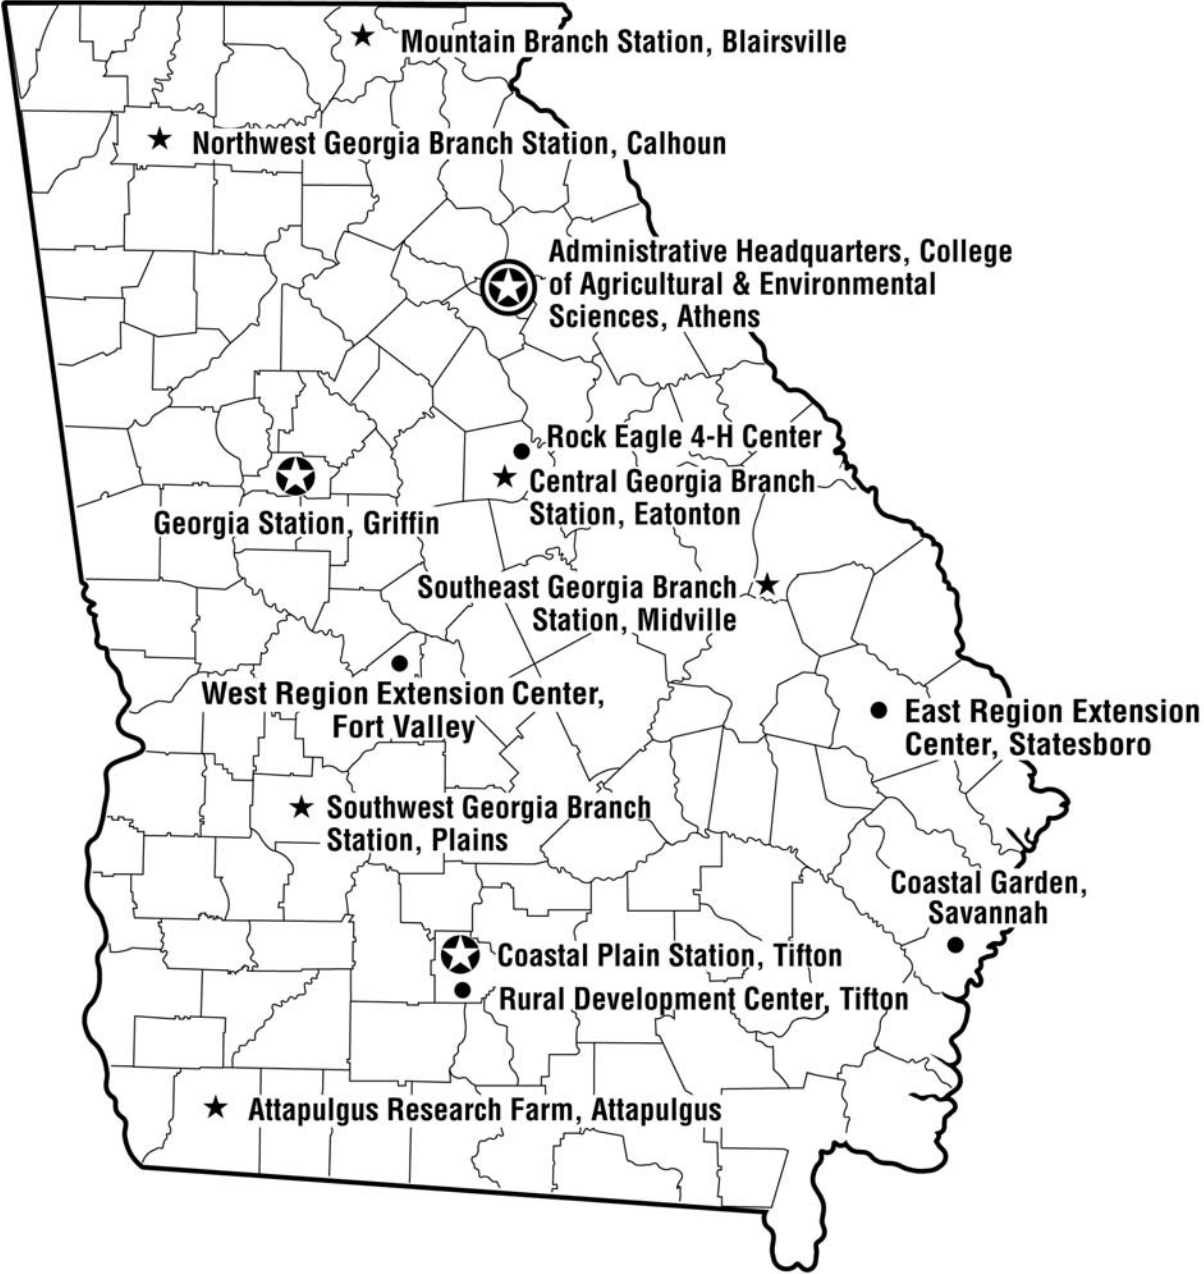 Mountain Branch Station, Blairsville
Northwest Georgia Branch Station, Calhoun
Administrative Headquarters, College
of Agricultural & Environmental
Sciences, Athens
Rock Eagle 4-H Center
Central Georgia Branch
Station, Eatonton
Georgia Station, Griffin
Southeast Georgia Branch
Station, Midville
West Region Extension Center,
Fort Valley
East Region Extension
Center, Statesboro
Southwest Georgia Branch
Station, Plains
Coastal Garden,
Savannah
Coastal Plain Station, Tifton
Rural Development Center, Tifton
Attapulgus Research Farm, Attapulgus